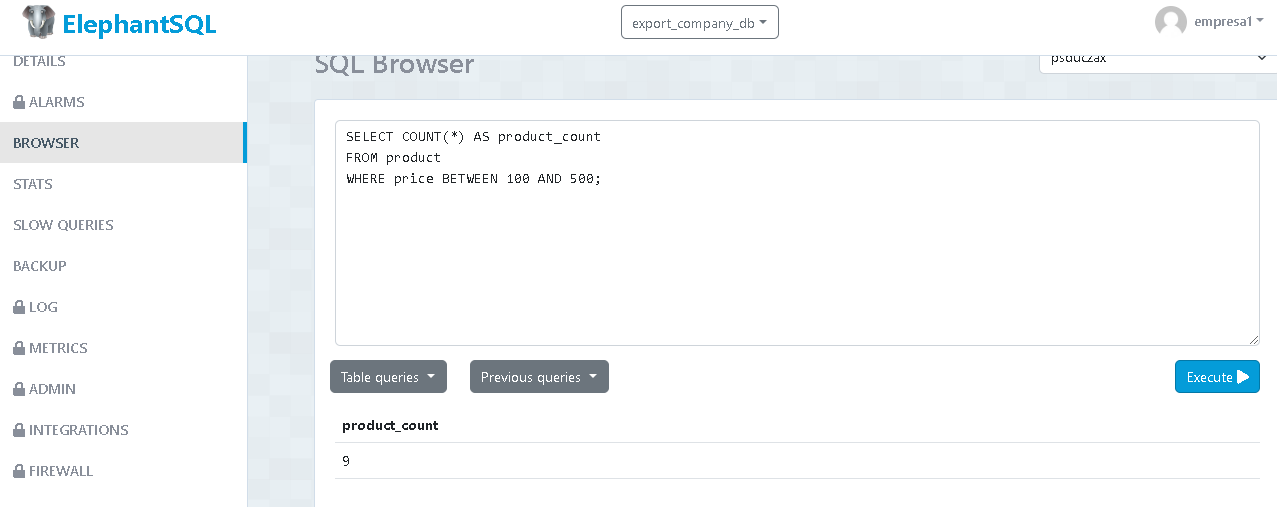 ElephantSQL
export_company_db
empresa1
DETAILS
ALARMS
BROWSER
STATS
SLOW QUERIES
BACKUP
LOG
METRICS
ADMIN
INTEGRATIONS
FIREWALL
SQL Browser
psduczax
SELECT COUNT(*) AS product_count
FROM product
WHERE price BETWEEN 100 AND 500;
Table queries
Previous queries
Execute
product_count
9